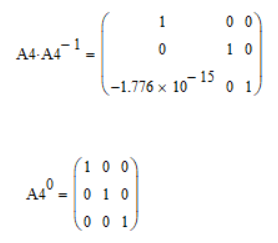 1 0 0
A4·A4⁻¹ = 0 1 0
−1.776 × 10⁻¹⁵ 0 1
1 0 0
A4⁰ = 0 1 0
0 0 1